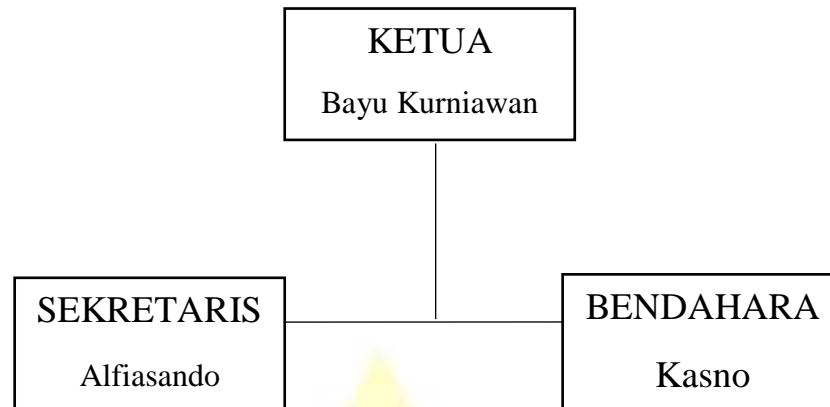 KETUA
Bayu Kurniawan
SEKRETARIS
Alfiasando
BENDAHARA
Kasno